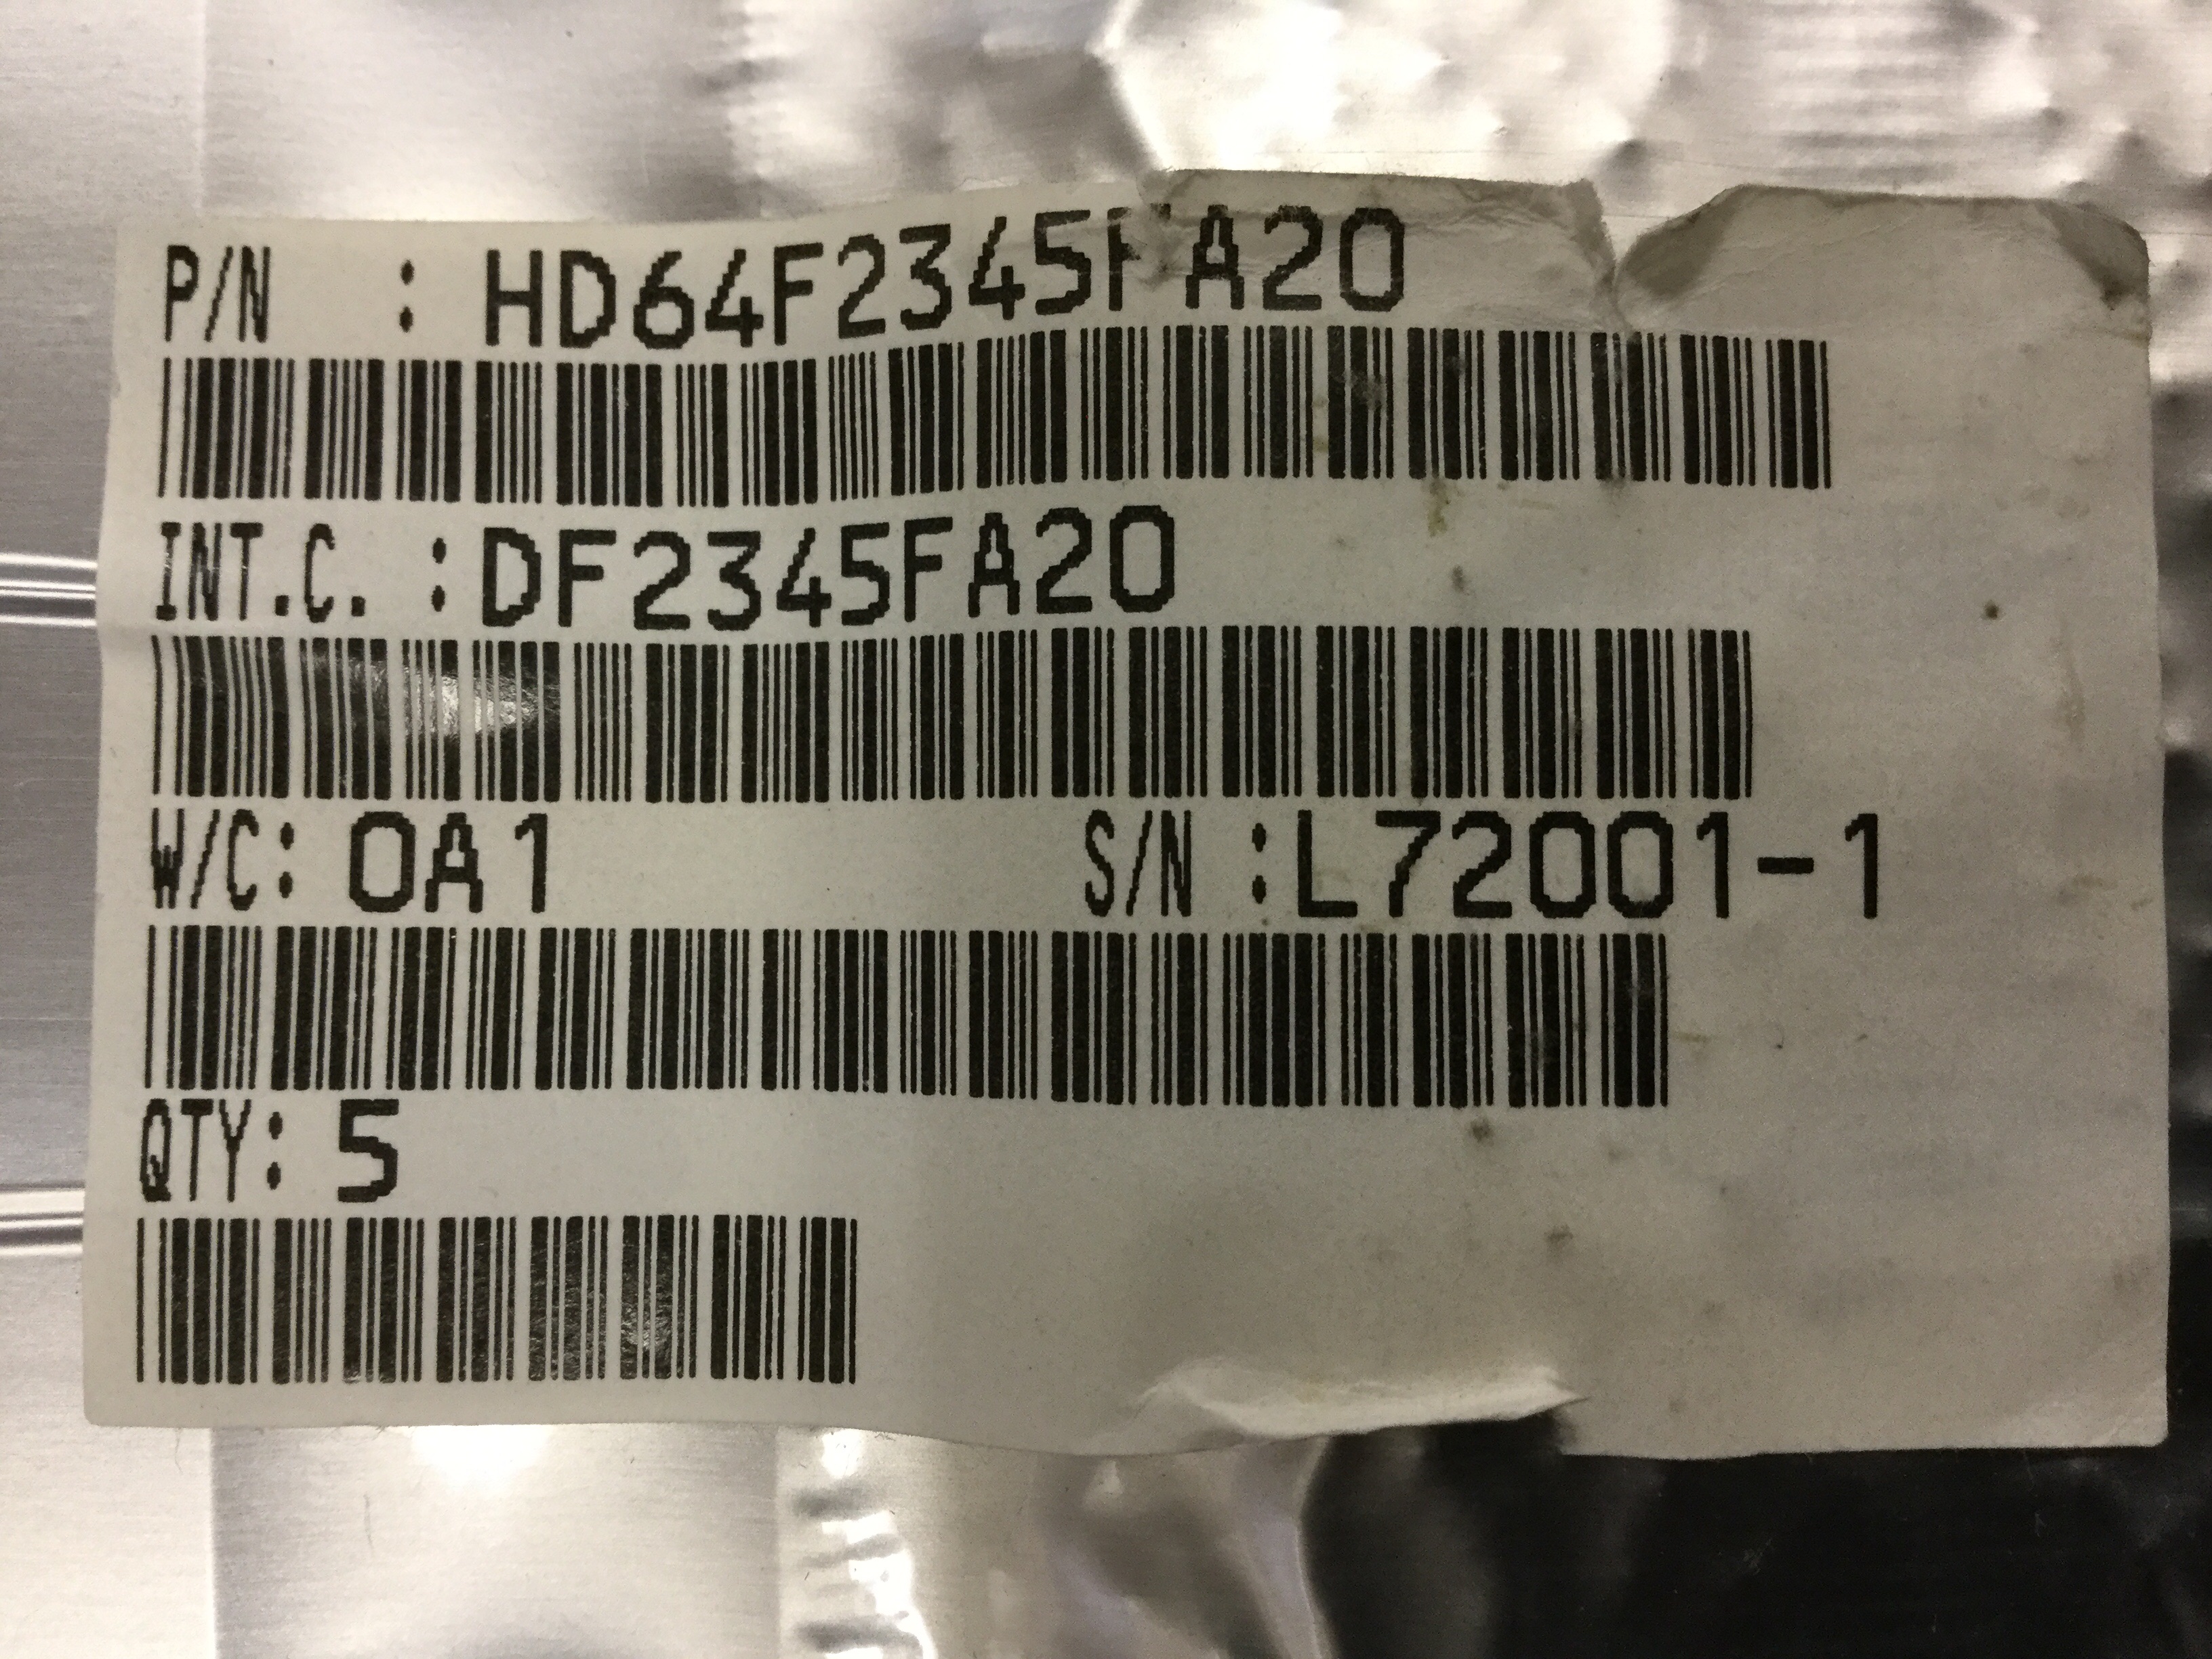 P/N : HD64F2345FA20
INT.C. : DF2345FA20
W/C: 0A1 S/N : L72001-1
QTY: 5